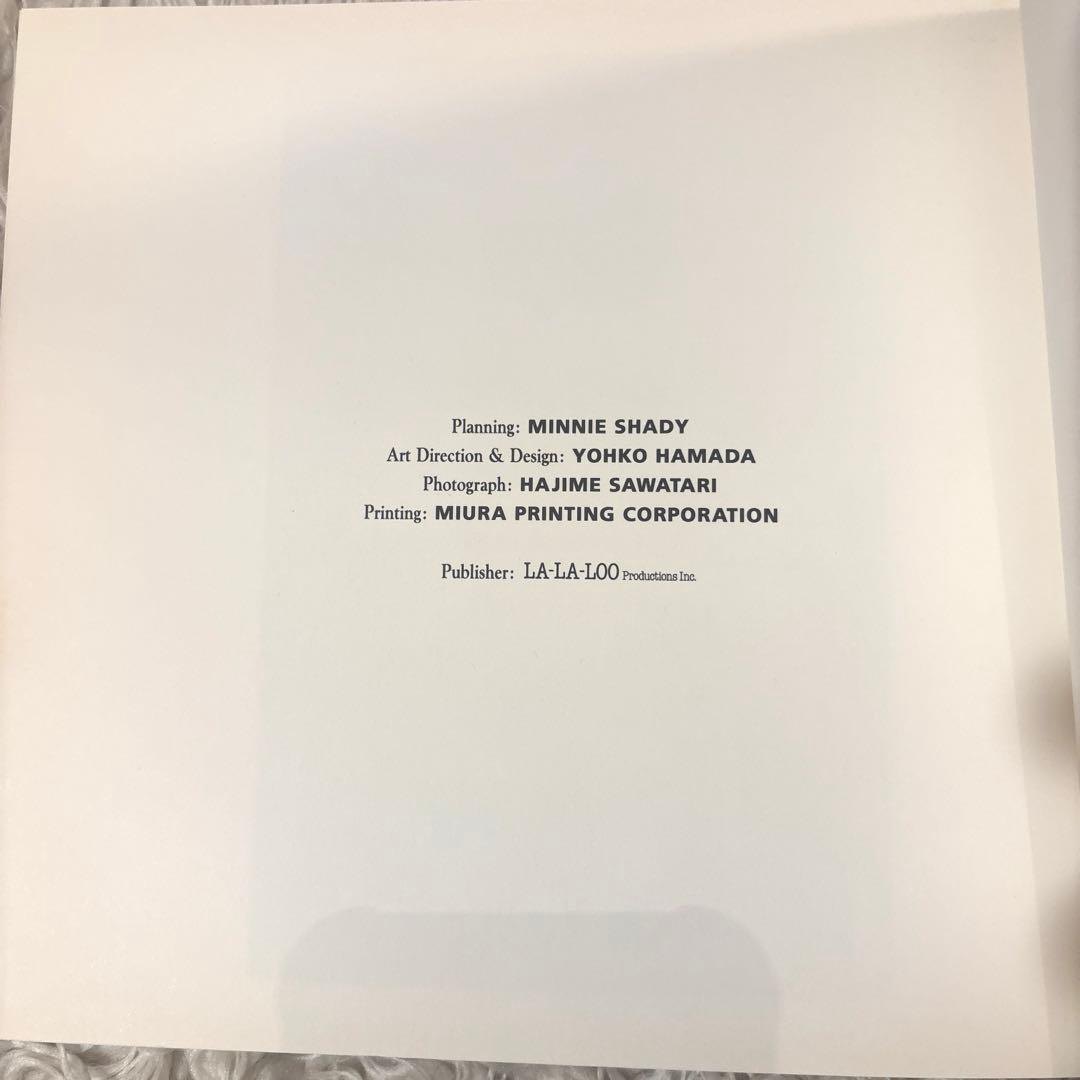 Planning: MINNIE SHADY
Art Direction & Design: YOHKO HAMADA
Photograph: HAJIME SAWATARI
Printing: MIURA PRINTING CORPORATION
Publisher: LA-LA-LOO Productions Inc.